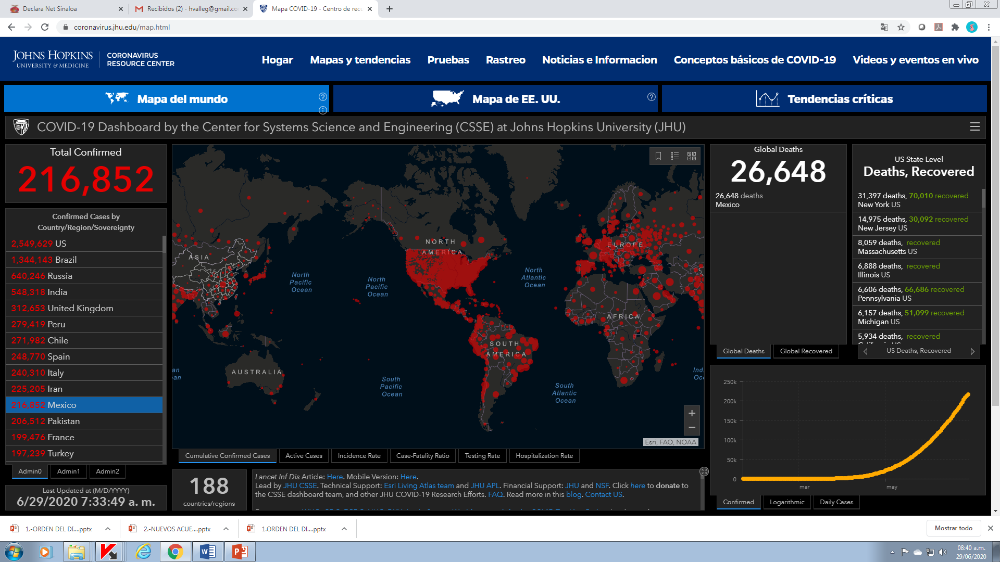 Declara Net Sinaloa
Recibidos (2) - hvalleg@gmail.co
Mapa COVID-19 - Centro de recu
coronavirus.jhu.edu/map.html
JOHNS HOPKINS
UNIVERSITY & MEDICINE
CORONAVIRUS
RESOURCE CENTER
Hogar
Mapas y tendencias
Pruebas
Rastreo
Noticias e Informacion
Conceptos básicos de COVID-19
Videos y eventos en vivo
Mapa del mundo
Mapa de EE. UU.
Tendencias críticas
COVID-19 Dashboard by the Center for Systems Science and Engineering (CSSE) at Johns Hopkins University (JHU)
Total Confirmed
216,852
Confirmed Cases by
Country/Region/Sovereignty
2,549,629 US
1,344,143 Brazil
640,246 Russia
548,318 India
312,653 United Kingdom
279,419 Peru
271,982 Chile
248,770 Spain
240,310 Italy
225,205 Iran
216,852 Mexico
206,512 Pakistan
199,476 France
197,239 Turkey
Admin0
Admin1
Admin2
Last Updated at (M/D/YYYY)
6/29/2020 7:33:49 a. m.
NORTH
AMERICA
ASIA
EUROPE
North
Pacific
Ocean
North
Pacific
Ocean
North
Atlantic
Ocean
AFRICA
SOUTH
AMERICA
AUSTRALIA
an
an
South
Pacific
Ocean
South
Atlantic
Ocean
Ind
Oc
+
−
Esri, FAO, NOAA
Cumulative Confirmed Cases
Active Cases
Incidence Rate
Case-Fatality Ratio
Testing Rate
Hospitalization Rate
188
countries/regions
Lancet Inf Dis Article: Here. Mobile Version: Here.
Lead by JHU CSSE. Technical Support: Esri Living Atlas team and JHU APL. Financial Support: JHU and NSF. Click here to donate to
the CSSE dashboard team, and other JHU COVID-19 Research Efforts. FAQ. Read more in this blog. Contact US.
Global Deaths
26,648
26,648 deaths
Mexico
Global Deaths
Global Recovered
US State Level
Deaths, Recovered
31,397 deaths, 70,010 recovered
New York US
14,975 deaths, 30,092 recovered
New Jersey US
8,059 deaths, recovered
Massachusetts US
6,888 deaths, recovered
Illinois US
6,606 deaths, 66,686 recovered
Pennsylvania US
6,157 deaths, 51,099 recovered
Michigan US
5,934 deaths, recovered
US Deaths, Recovered
250k
200k
150k
100k
50k
0
mar
may
Confirmed
Logarithmic
Daily Cases
1.-ORDEN DEL DI....pptx
2.-NUEVOS ACUE....pptx
1.ORDEN DEL DI....pptx
Mostrar todo
08:40 a.m.
29/06/2020